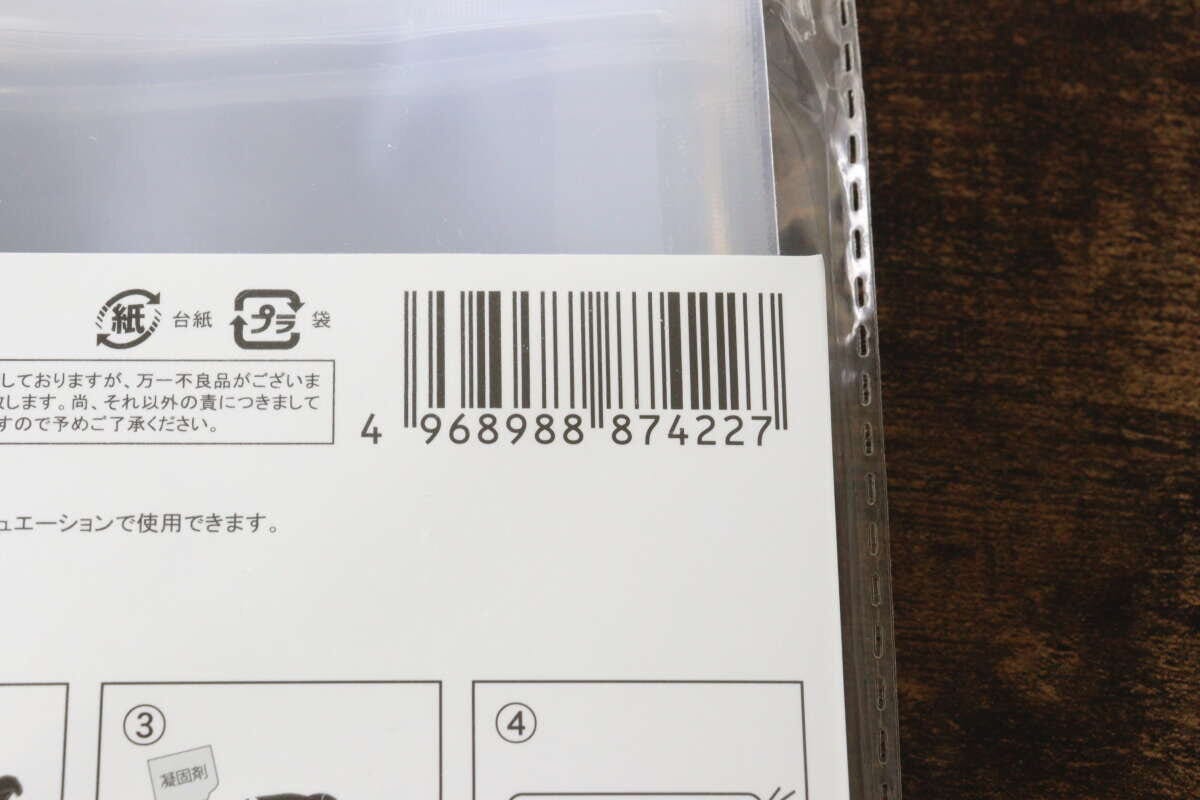 紙 台紙 プラ 袋
しておりますが、万一不良品がございま
致します。尚、それ以外の責につきまして
すので予めご了承ください。
4 968988 874227
ュエーションで使用できます。
③
④
凝固剤